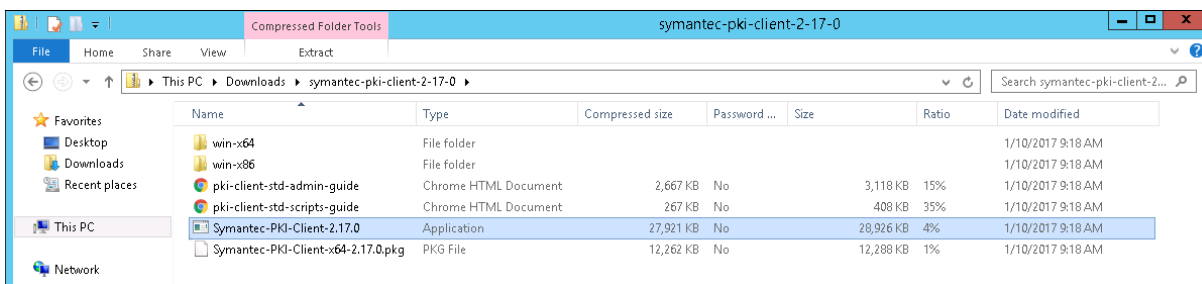 Compressed Folder Tools symantec-pki-client-2-17-0
File Home Share View Extract
This PC Downloads symantec-pki-client-2-17-0 Search symantec-pki-client-2...
Favorites
Desktop
Downloads
Recent places
This PC
Network
Name Type Compressed size Password ... Size Ratio Date modified
win-x64 File folder 1/10/2017 9:18 AM
win-x86 File folder 1/10/2017 9:18 AM
pki-client-std-admin-guide Chrome HTML Document 2,667 KB No 3,118 KB 15% 1/10/2017 9:18 AM
pki-client-std-scripts-guide Chrome HTML Document 267 KB No 408 KB 35% 1/10/2017 9:18 AM
Symantec-PKI-Client-2.17.0 Application 27,921 KB No 28,926 KB 4% 1/10/2017 9:18 AM
Symantec-PKI-Client-x64-2.17.0.pkg PKG File 12,262 KB No 12,288 KB 1% 1/10/2017 9:18 AM